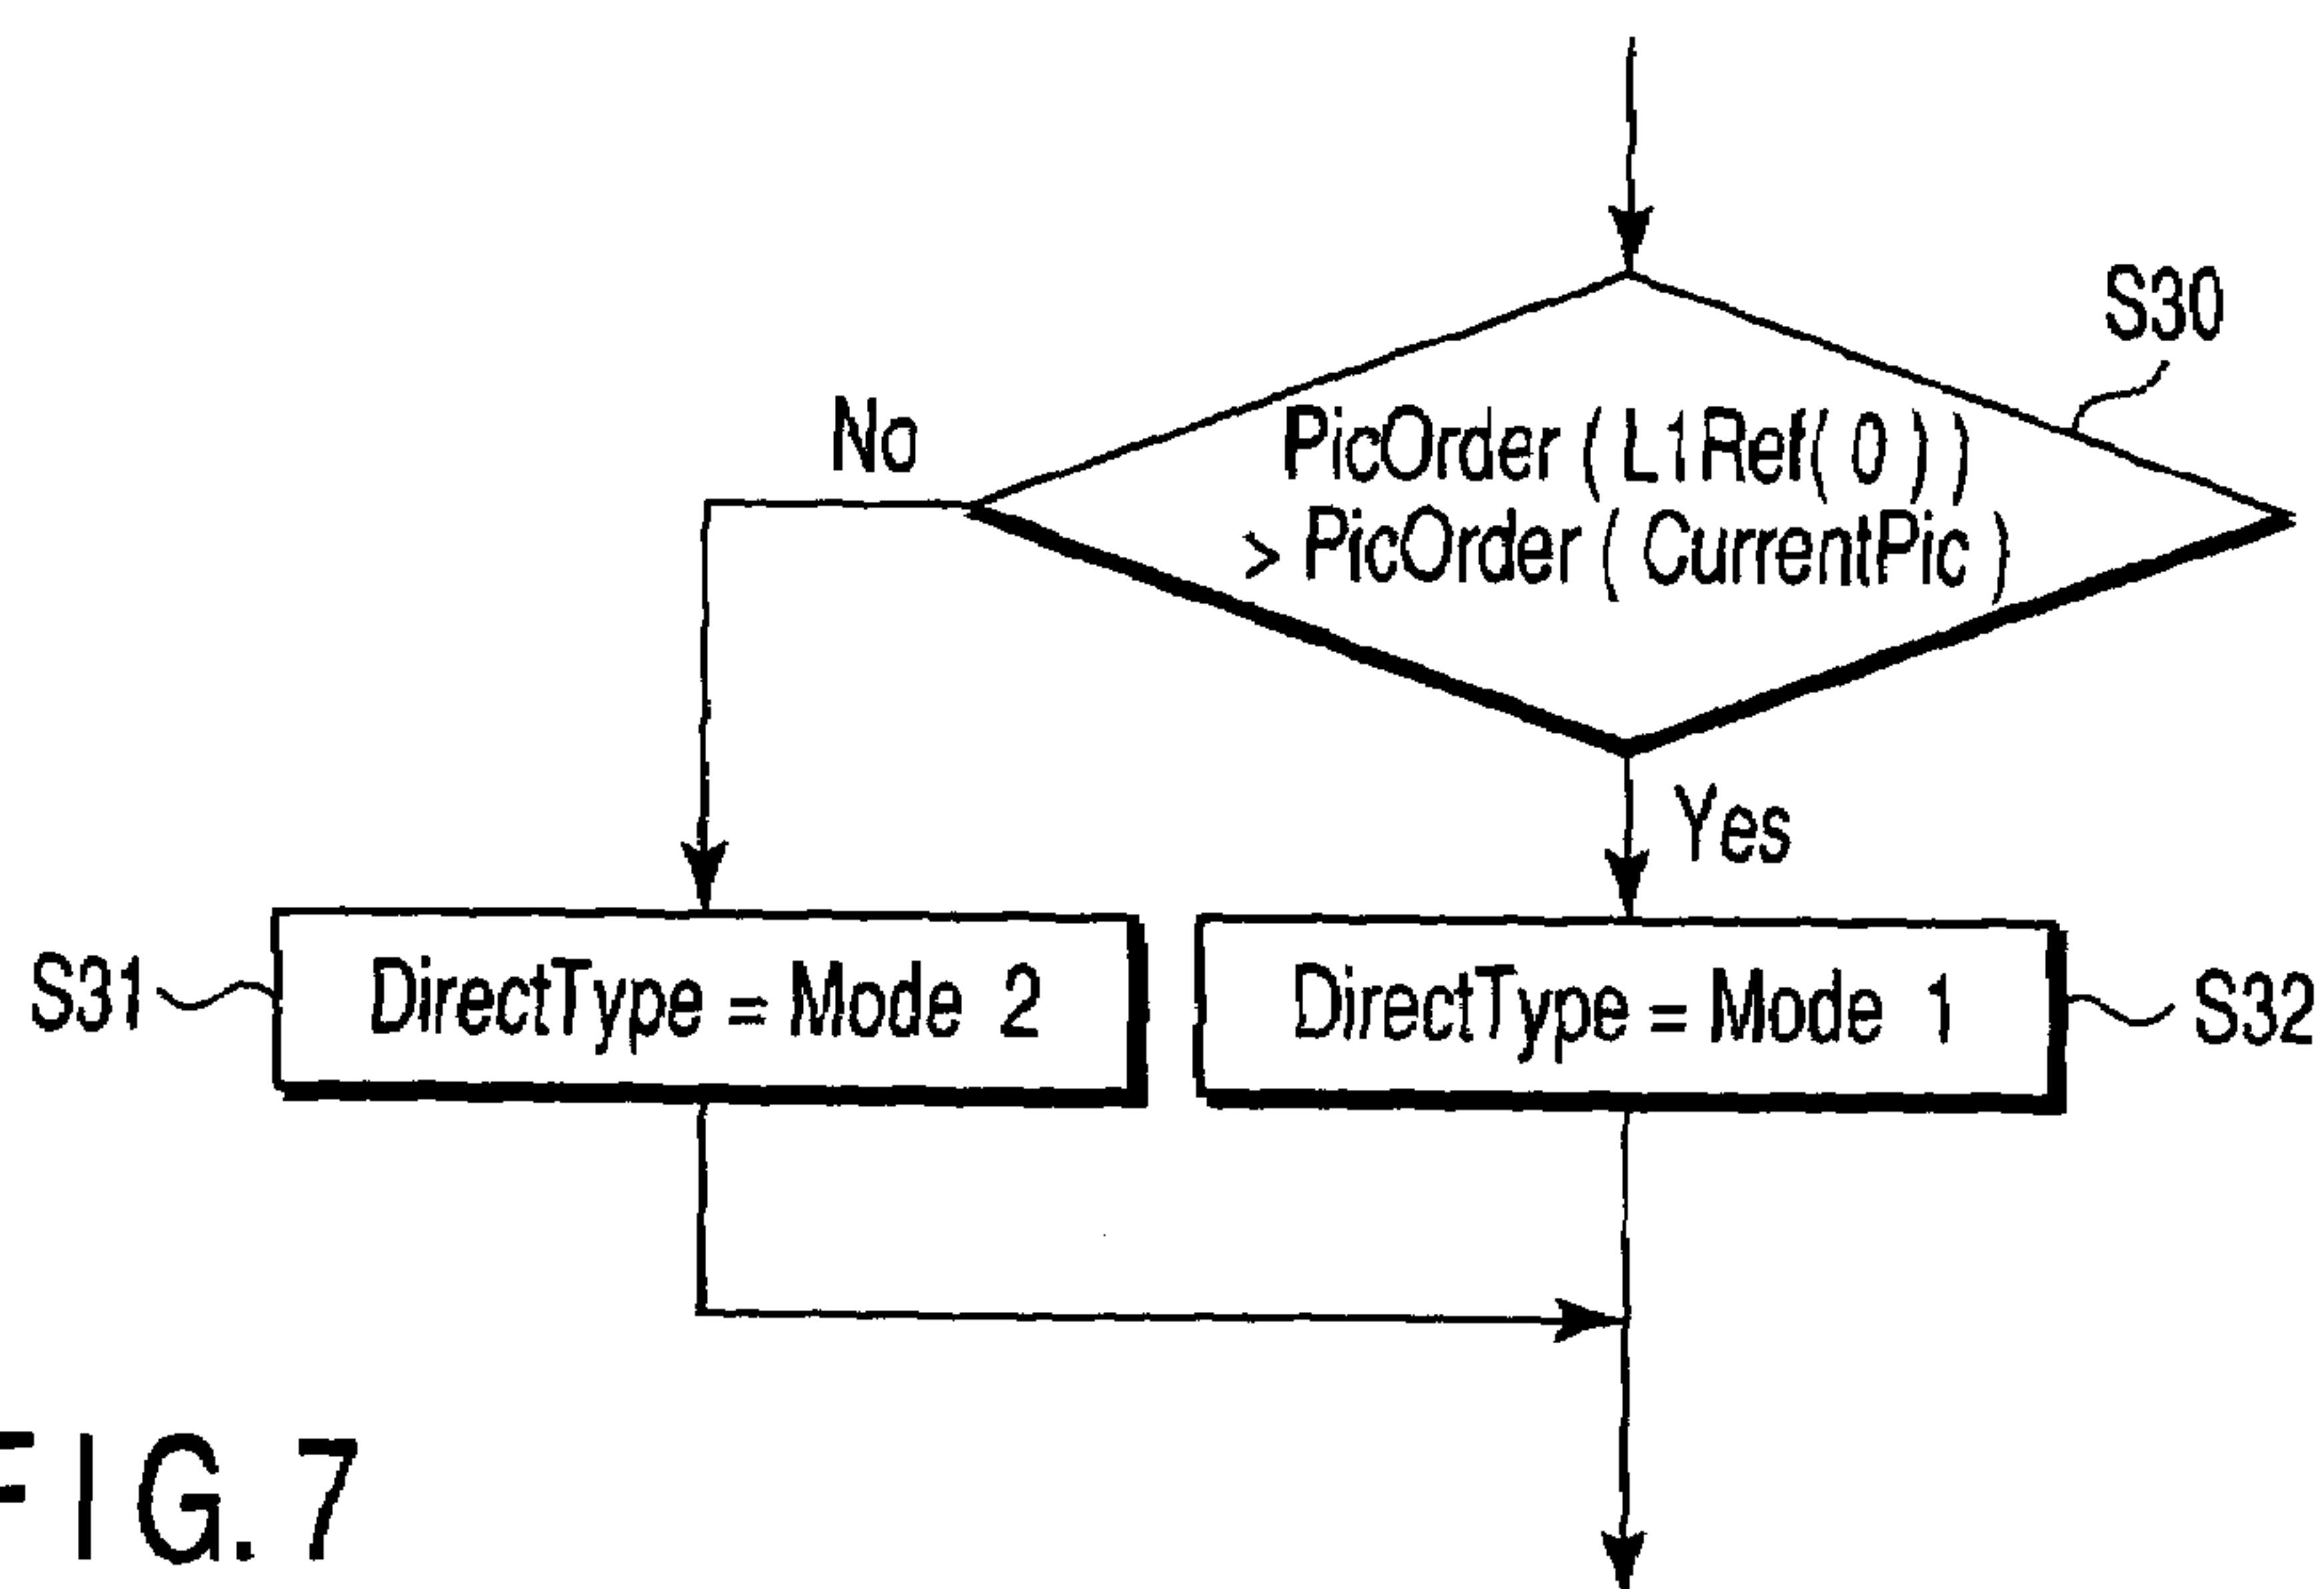 S30
No
PicOrder ( L1Ref( 0 ) )
> PicOrder ( CurrentPic )
Yes
S31
DirectType = Mode 2
DirectType = Mode 1
S32
FIG. 7